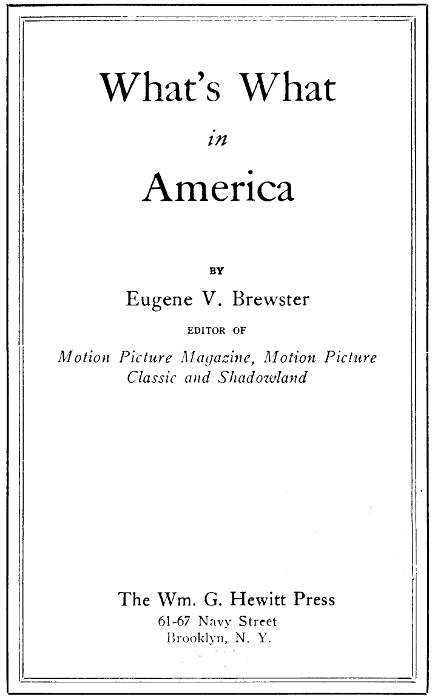 What's What
in
America
BY
Eugene V. Brewster
EDITOR OF
Motion Picture Magazine, Motion Picture
Classic and Shadowland
The Wm. G. Hewitt Press
61-67 Navy Street
Brooklyn, N. Y.